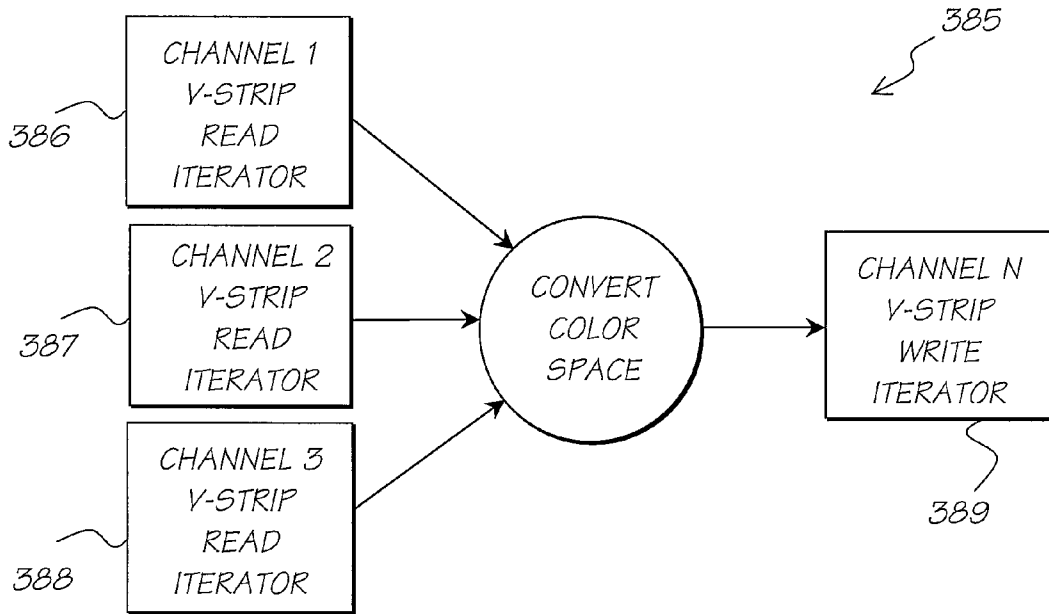 385
CHANNEL 1
V-STRIP
READ
ITERATOR
386
CHANNEL 2
V-STRIP
READ
ITERATOR
387
CHANNEL 3
V-STRIP
READ
ITERATOR
388
CONVERT
COLOR
SPACE
CHANNEL N
V-STRIP
WRITE
ITERATOR
389